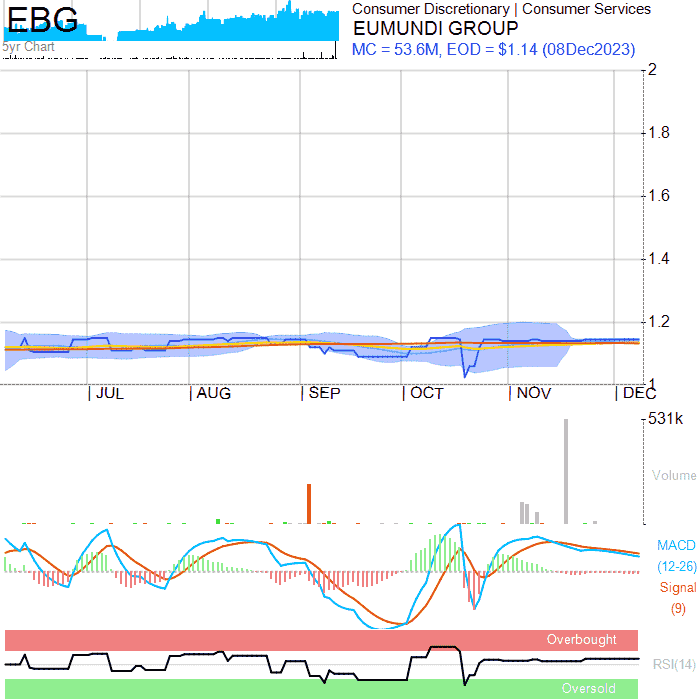 EBG
5yr Chart
Consumer Discretionary | Consumer Services
EUMUNDI GROUP
MC = 53.6M, EOD = $1.14 (08Dec2023)
2
1.8
1.6
1.4
1.2
1
JUL
AUG
SEP
OCT
NOV
DEC
531k
Volume
MACD
(12-26)
Signal
(9)
Overbought
RSI(14)
Oversold